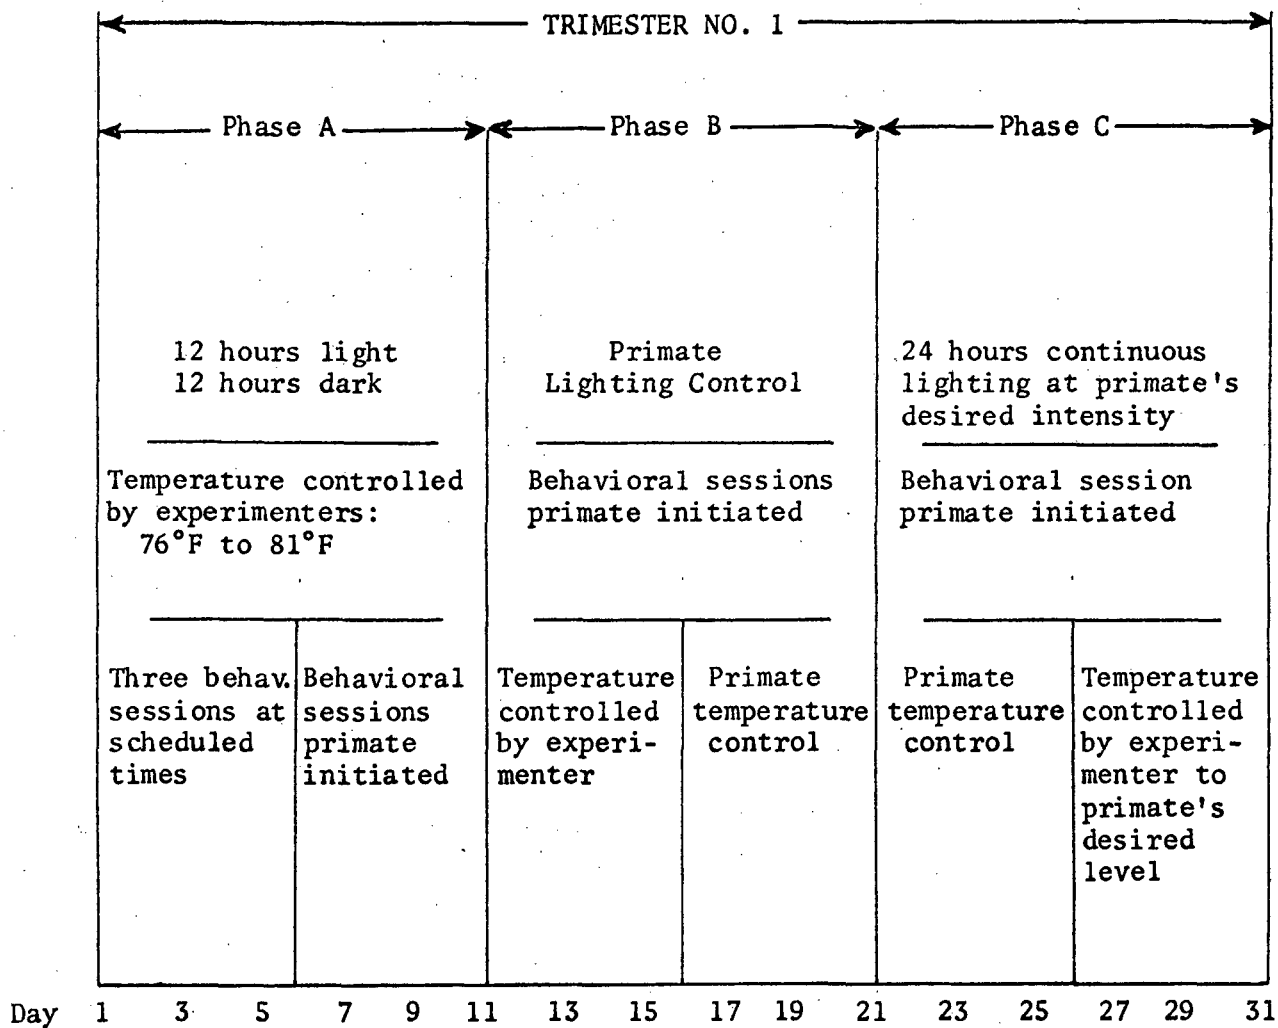 TRIMESTER NO. 1
Phase A
Phase B
Phase C
12 hours light
12 hours dark
Primate
Lighting Control
24 hours continuous
lighting at primate's
desired intensity
Temperature controlled
by experimenters:
76°F to 81°F
Behavioral sessions
primate initiated
Behavioral session
primate initiated
Three behav.
sessions at
scheduled
times
Behavioral
sessions
primate
initiated
Temperature
controlled
by experi-
menter
Primate
temperature
control
Primate
temperature
control
Temperature
controlled
by experi-
menter to
primate's
desired
level
Day 1 3 5 7 9 11 13 15 17 19 21 23 25 27 29 31